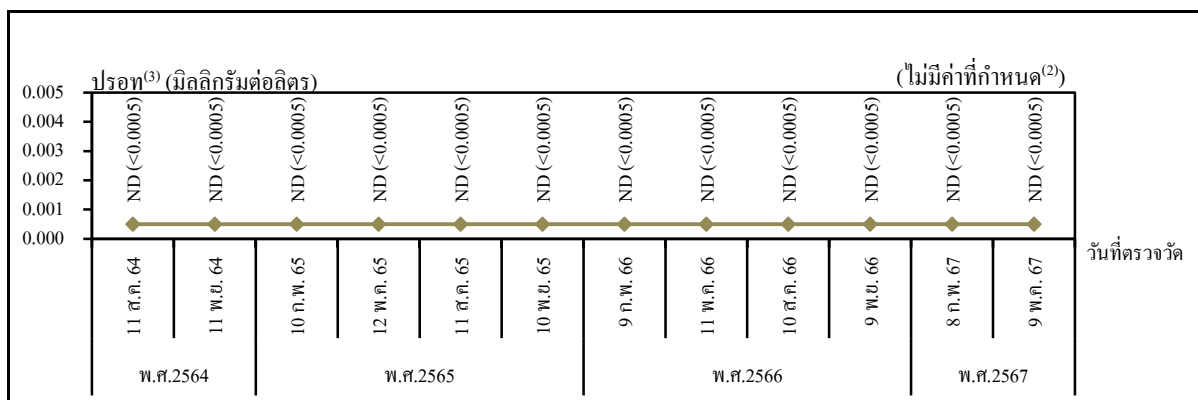 ปรอท(3) (มิลลิกรัมต่อลิตร) (ไม่มีค่าที่กำหนด(2))
0.005
0.004
0.003
0.002
0.001
0.000
ND (<0.0005) ND (<0.0005) ND (<0.0005) ND (<0.0005) ND (<0.0005) ND (<0.0005) ND (<0.0005) ND (<0.0005) ND (<0.0005) ND (<0.0005) ND (<0.0005) ND (<0.0005)
วันที่ตรวจวัด
11 ส.ค. 64 11 พ.ย. 64 10 ก.พ. 65 12 พ.ค. 65 11 ส.ค. 65 10 พ.ย. 65 9 ก.พ. 66 11 พ.ค. 66 10 ส.ค. 66 9 พ.ย. 66 8 ก.พ. 67 9 พ.ค. 67
พ.ศ.2564 พ.ศ.2565 พ.ศ.2566 พ.ศ.2567